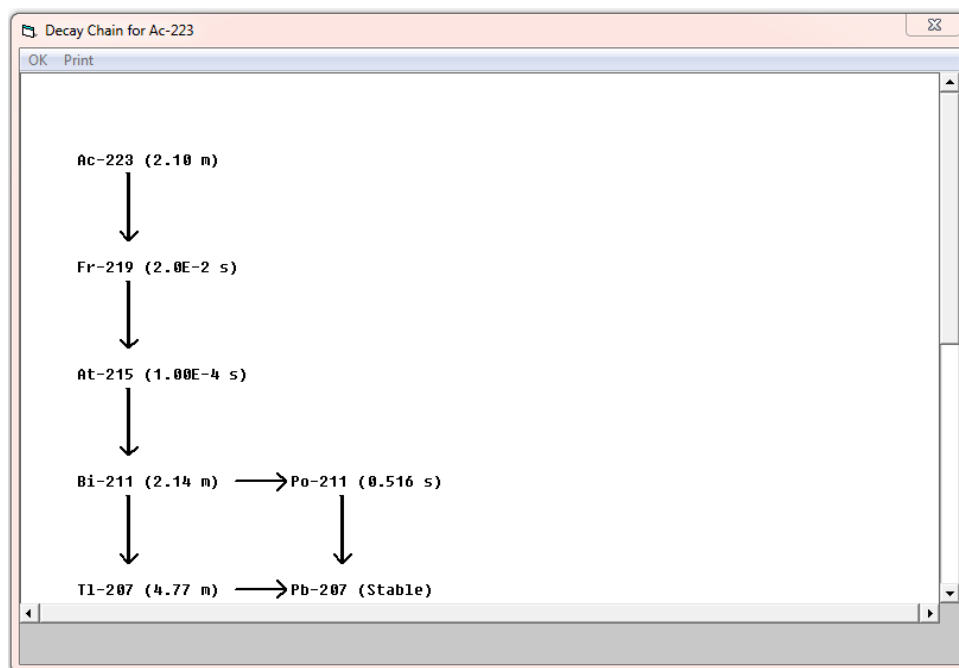 Decay Chain for Ac-223
OK Print
Ac-223 (2.10 m)
Fr-219 (2.0E-2 s)
At-215 (1.00E-4 s)
Bi-211 (2.14 m) Po-211 (0.516 s)
Tl-207 (4.77 m) Pb-207 (Stable)